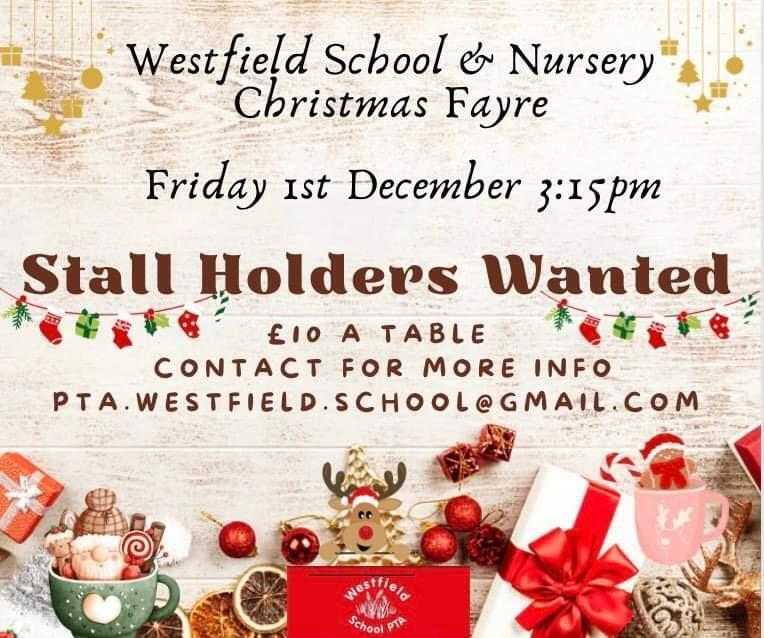 Westfield School & Nursery
Christmas Fayre
Friday 1st December 3:15pm
Stall Holders Wanted
£10 A TABLE
CONTACT FOR MORE INFO
PTA.WESTFIELD.SCHOOL@GMAIL.COM
Westfield
School PTA